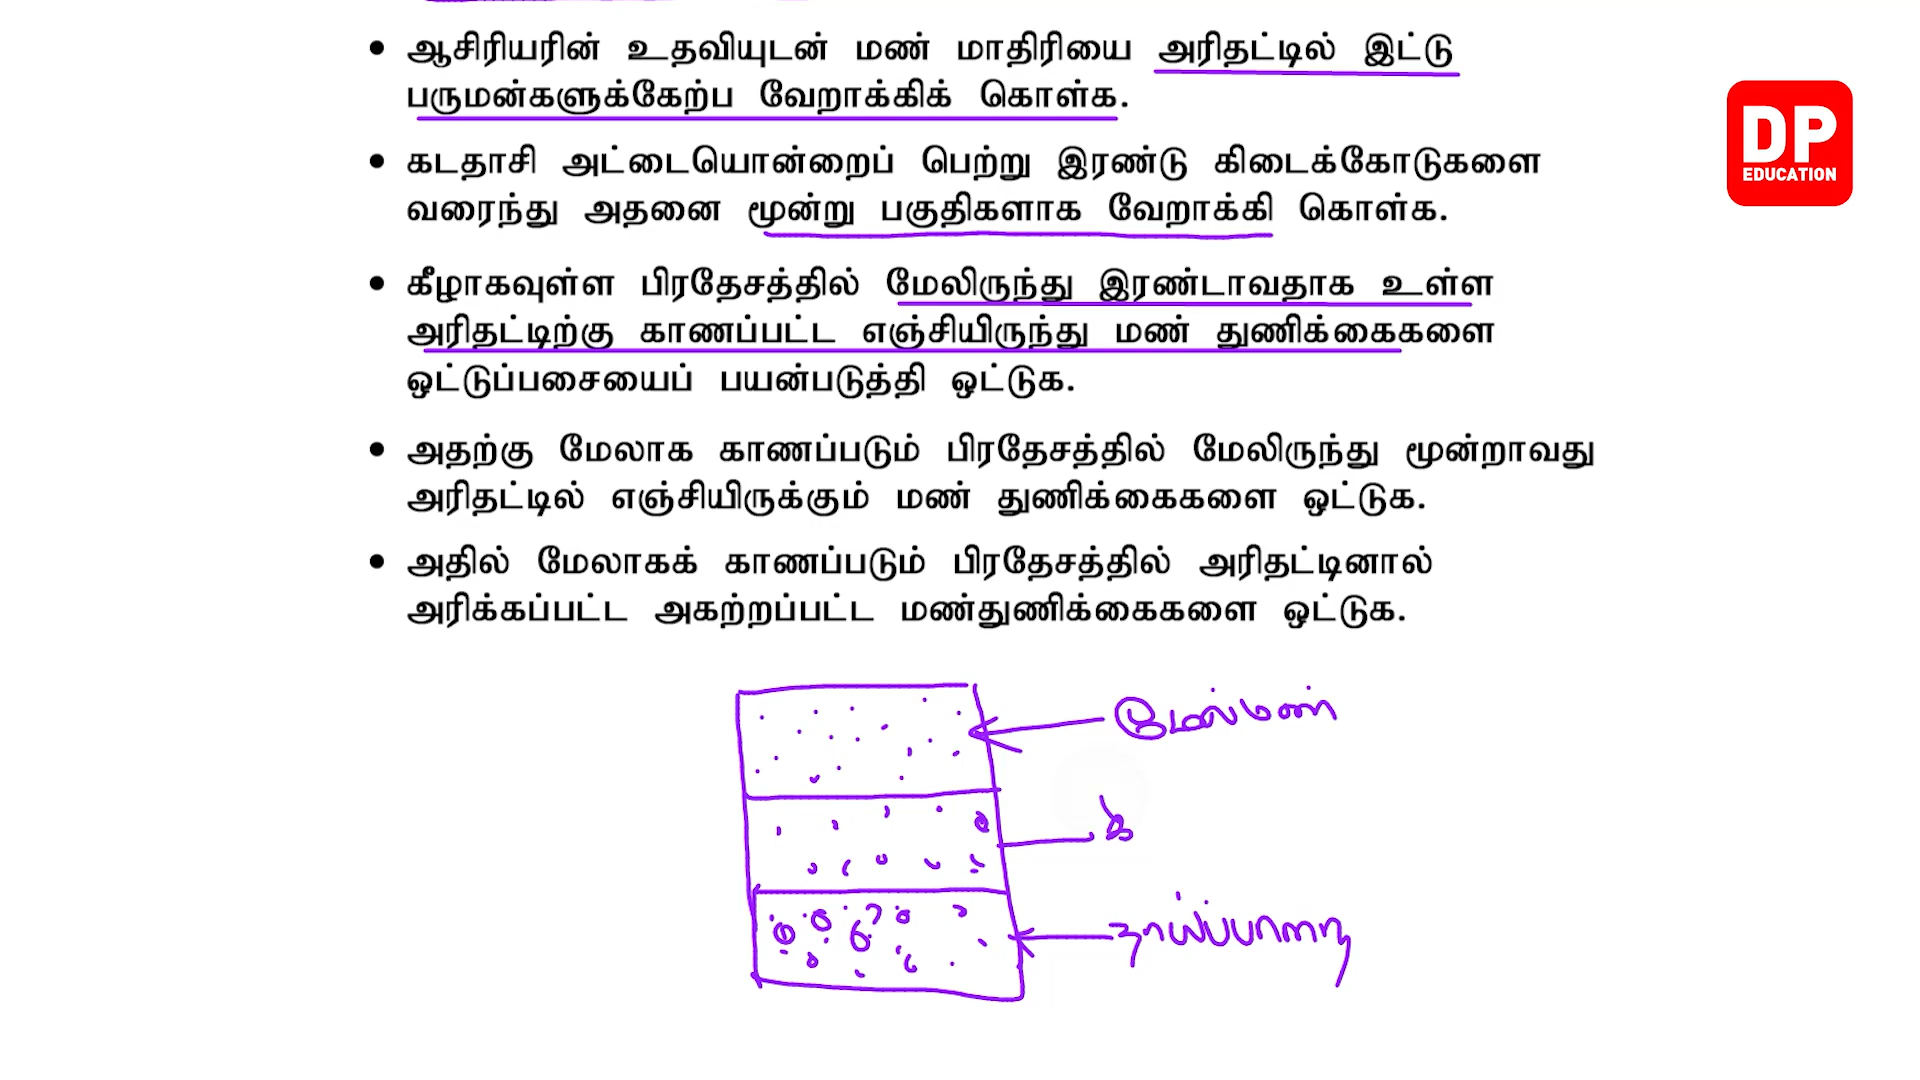 ஆசிரியரின் உதவியுடன் மண் மாதிரியை அரிதட்டில் இட்டு
பருமன்களுக்கேற்ப வேறாக்கிக் கொள்க.
கடதாசி அட்டையொன்றைப் பெற்று இரண்டு கிடைக்கோடுகளை
வரைந்து அதனை மூன்று பகுதிகளாக வேறாக்கி கொள்க.
கீழாகவுள்ள பிரதேசத்தில் மேலிருந்து இரண்டாவதாக உள்ள
அரிதட்டிற்கு காணப்பட்ட எஞ்சியிருந்து மண் துணிக்கைகளை
ஒட்டுப்பசையைப் பயன்படுத்தி ஒட்டுக.
அதற்கு மேலாக காணப்படும் பிரதேசத்தில் மேலிருந்து மூன்றாவது
அரிதட்டில் எஞ்சியிருக்கும் மண் துணிக்கைகளை ஒட்டுக.
அதில் மேலாகக் காணப்படும் பிரதேசத்தில் அரிதட்டினால்
அரிக்கப்பட்ட அகற்றப்பட்ட மண்துணிக்கைகளை ஒட்டுக.
மேல்மண்
தாய்ப்பாறை
DP
EDUCATION